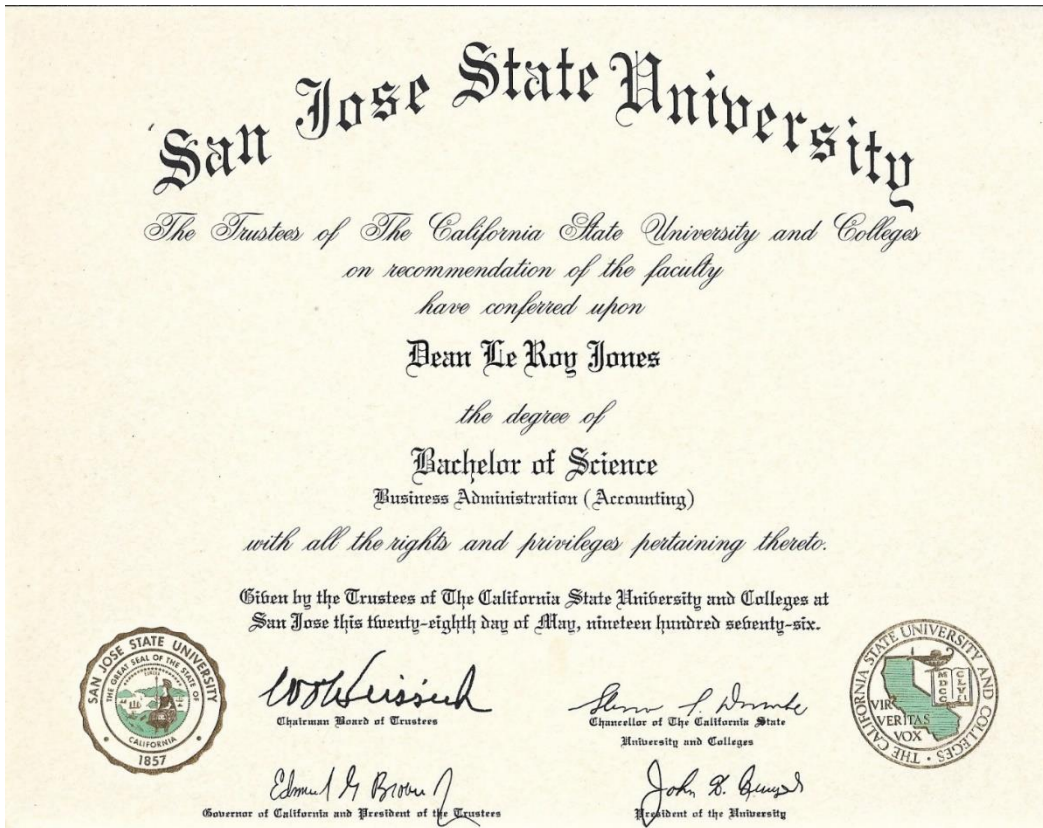 San Jose State University
The Trustees of The California State University and Colleges
on recommendation of the faculty
have conferred upon
Dean Le Roy Jones
the degree of
Bachelor of Science
Business Administration (Accounting)
with all the rights and privileges pertaining thereto.
Given by the Trustees of The California State University and Colleges at
San Jose this twenty-eighth day of May, nineteen hundred seventy-six.
SAN JOSE STATE UNIVERSITY
THE GREAT SEAL OF THE STATE OF
CALIFORNIA
1857
Chairman Board of Trustees
Chancellor of The California State
University and Colleges
THE CALIFORNIA STATE UNIVERSITY AND COLLEGES
VIR
VERITAS
VOX
MDCCCLVII
Edmund G Brown Jr
Governor of California and President of the Trustees
John
President of the University